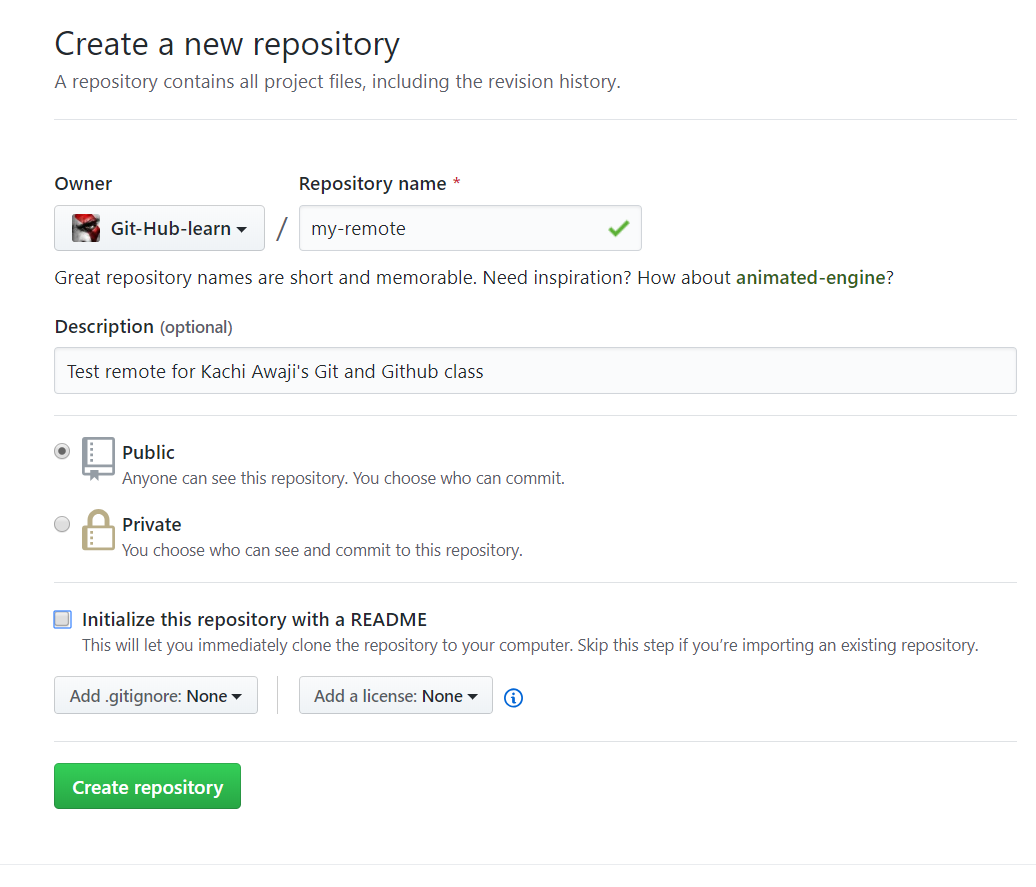 Create a new repository
A repository contains all project files, including the revision history.
Owner
Repository name *
Git-Hub-learn
/
my-remote
Great repository names are short and memorable. Need inspiration? How about animated-engine?
Description (optional)
Test remote for Kachi Awaji's Git and Github class
Public
Anyone can see this repository. You choose who can commit.
Private
You choose who can see and commit to this repository.
Initialize this repository with a README
This will let you immediately clone the repository to your computer. Skip this step if you’re importing an existing repository.
Add .gitignore: None
Add a license: None
Create repository